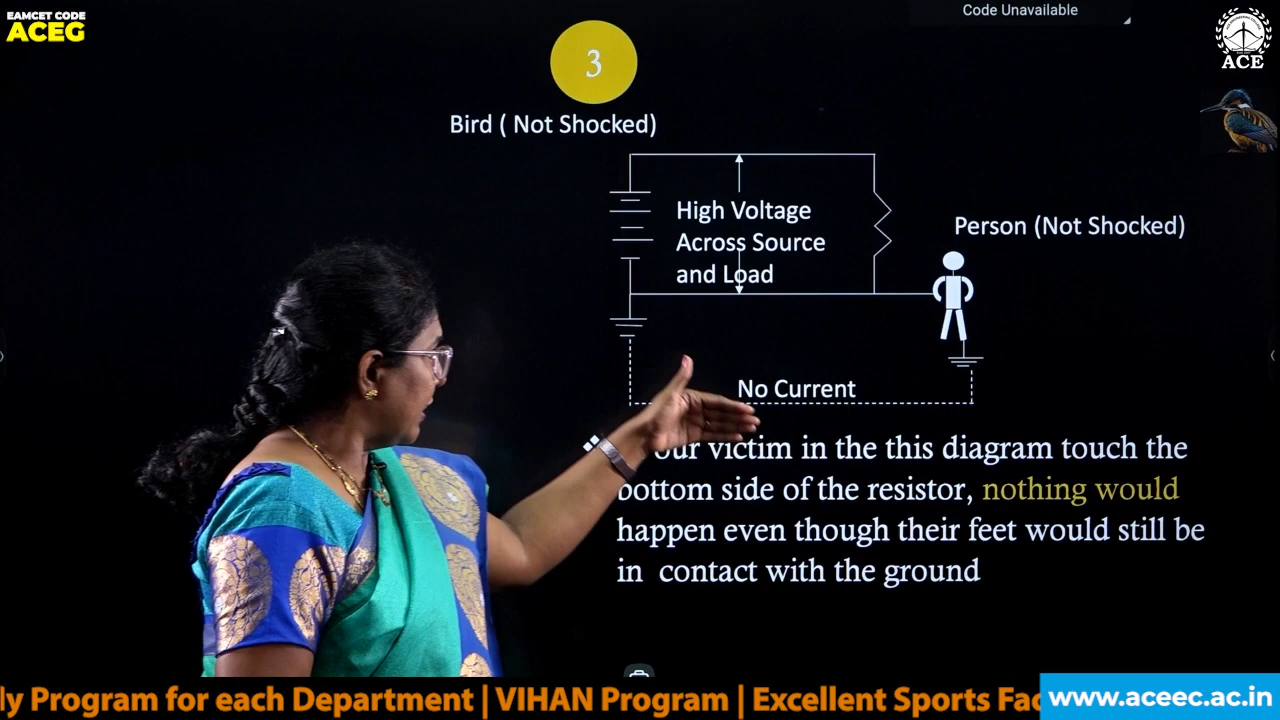 EAMCET CODE
ACEG
Code Unavailable
ACE
3
Bird ( Not Shocked)
High Voltage
Across Source
and Load
Person (Not Shocked)
No Current
our victim in the this diagram touch the
bottom side of the resistor, nothing would
happen even though their feet would still be
in contact with the ground
ly Program for each Department | VIHAN Program | Excellent Sports Fac
www.aceec.ac.in